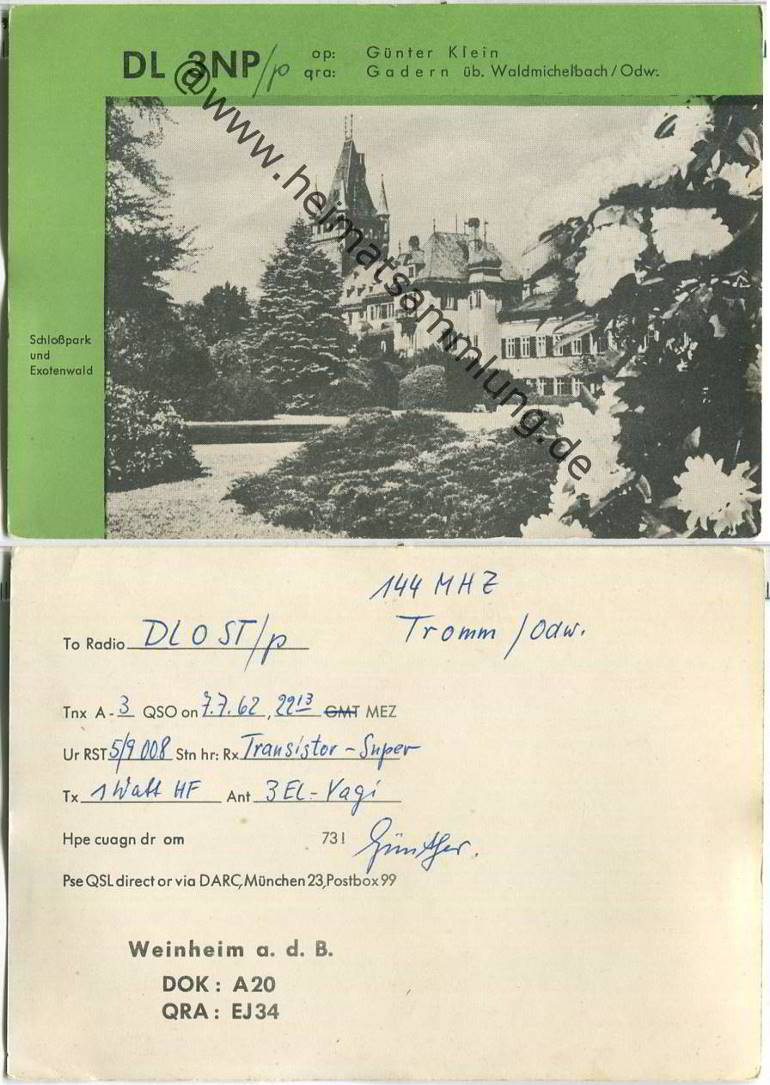 DL 3NP/p op: Günter Klein
qra: Gadern üb. Waldmichelbach/Odw.
@www.heimatsammlung.de
Schloßpark
und
Exotenwald
144 MHZ
To Radio DL0ST/p Tromm/Odw.
Tnx A-3 QSO on 7.7.62, 22 13 GMT MEZ
Ur RST 5/9 008 Stn hr: Rx Transistor-Super
Tx 1 Watt HF Ant 3 El-Yagi
Hpe cuagn dr om 73! Günther.
Pse QSL direct or via DARC, München 23, Postbox 99
Weinheim a. d. B.
DOK: A20
QRA: EJ34